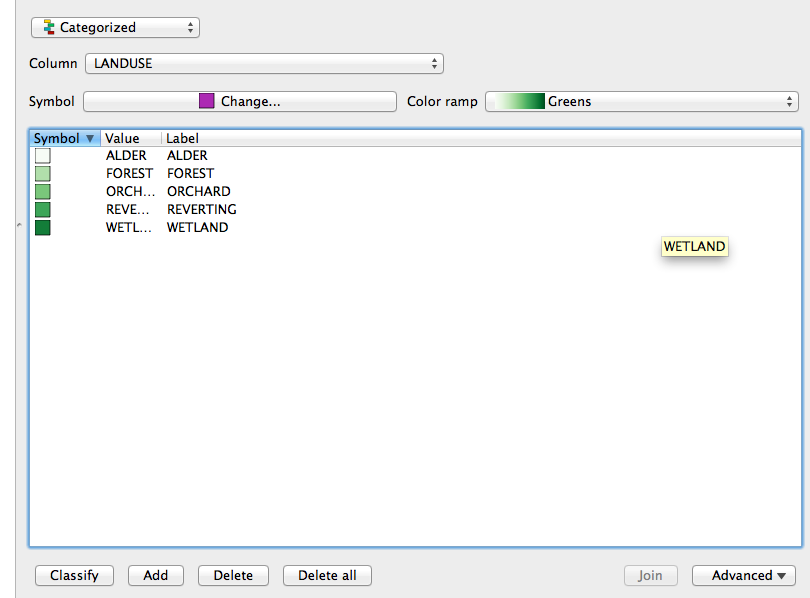 Categorized
Column LANDUSE
Symbol Change... Color ramp Greens
Symbol Value Label
ALDER ALDER
FOREST FOREST
ORCH... ORCHARD
REVE... REVERTING
WETL... WETLAND
WETLAND
Classify Add Delete Delete all Join Advanced